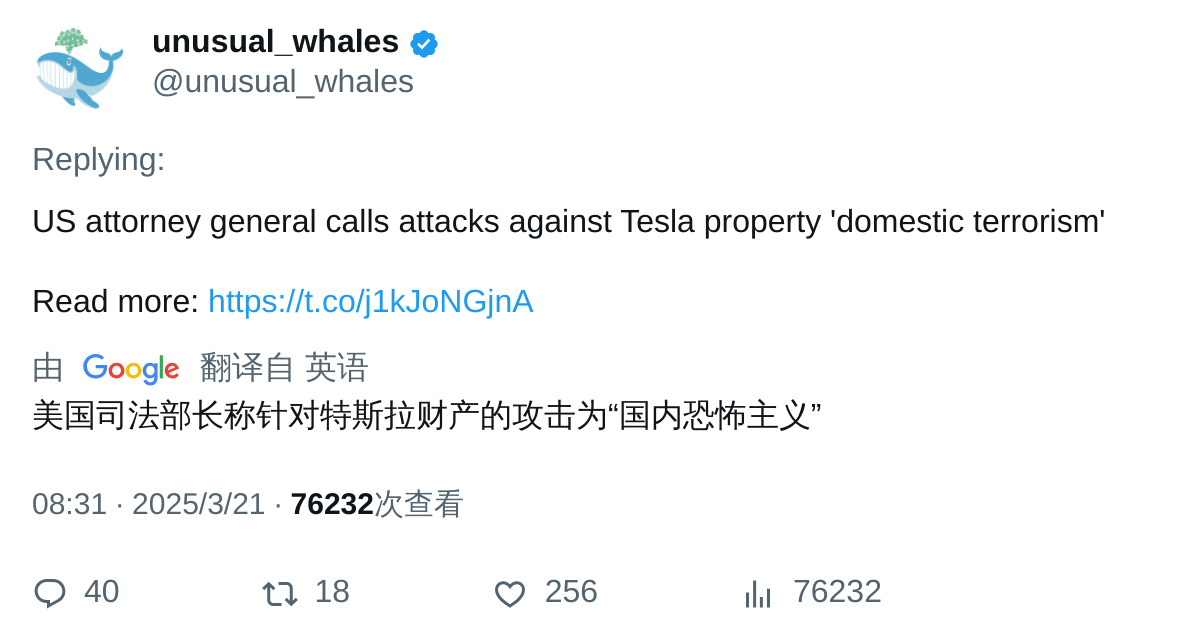 unusual_whales
@unusual_whales
Replying:
US attorney general calls attacks against Tesla property 'domestic terrorism'
Read more: https://t.co/j1kJoNGjnA
由 Google 翻译自 英语
美国司法部长称针对特斯拉财产的攻击为“国内恐怖主义”
08:31 · 2025/3/21 · 76232次查看
40 18 256 76232